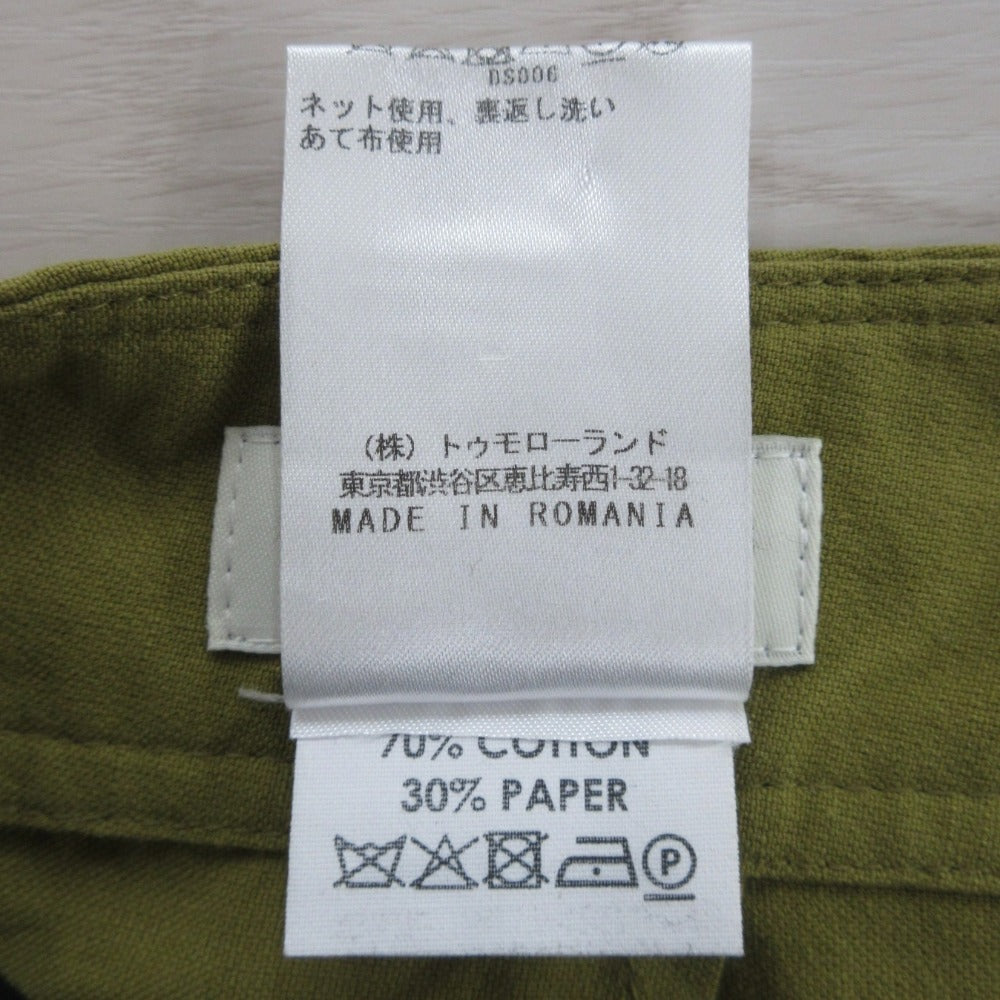 DS006
ネット使用、裏返し洗い
あて布使用
(株) トゥモローランド
東京都渋谷区恵比寿西1-32-18
MADE IN ROMANIA
70% COTTON
30% PAPER
P